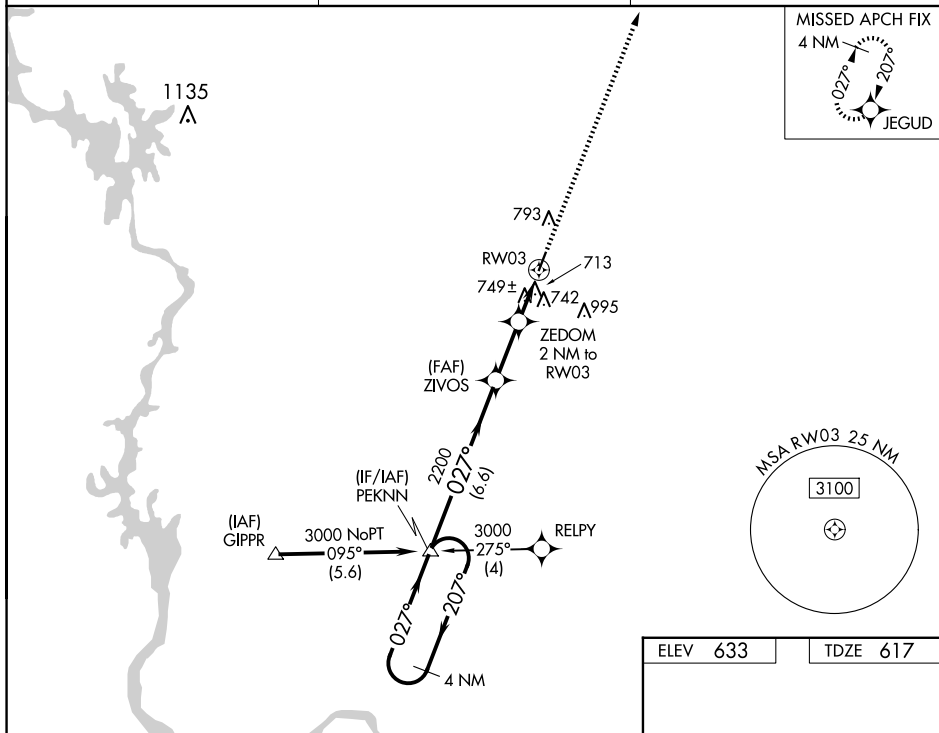 MISSED APCH FIX
4 NM
027°
207°
JEGUD
1135
793
RW03
713
749±
742
995
ZEDOM
2 NM to
RW03
(FAF)
ZIVOS
2200
027°
(6.6)
(IF/IAF)
PEKNN
(IAF)
GIPPR
3000 NoPT
095°
(5.6)
3000
275°
(4)
RELPY
027°
207°
4 NM
MSA RW03 25 NM
3100
ELEV 633
TDZE 617